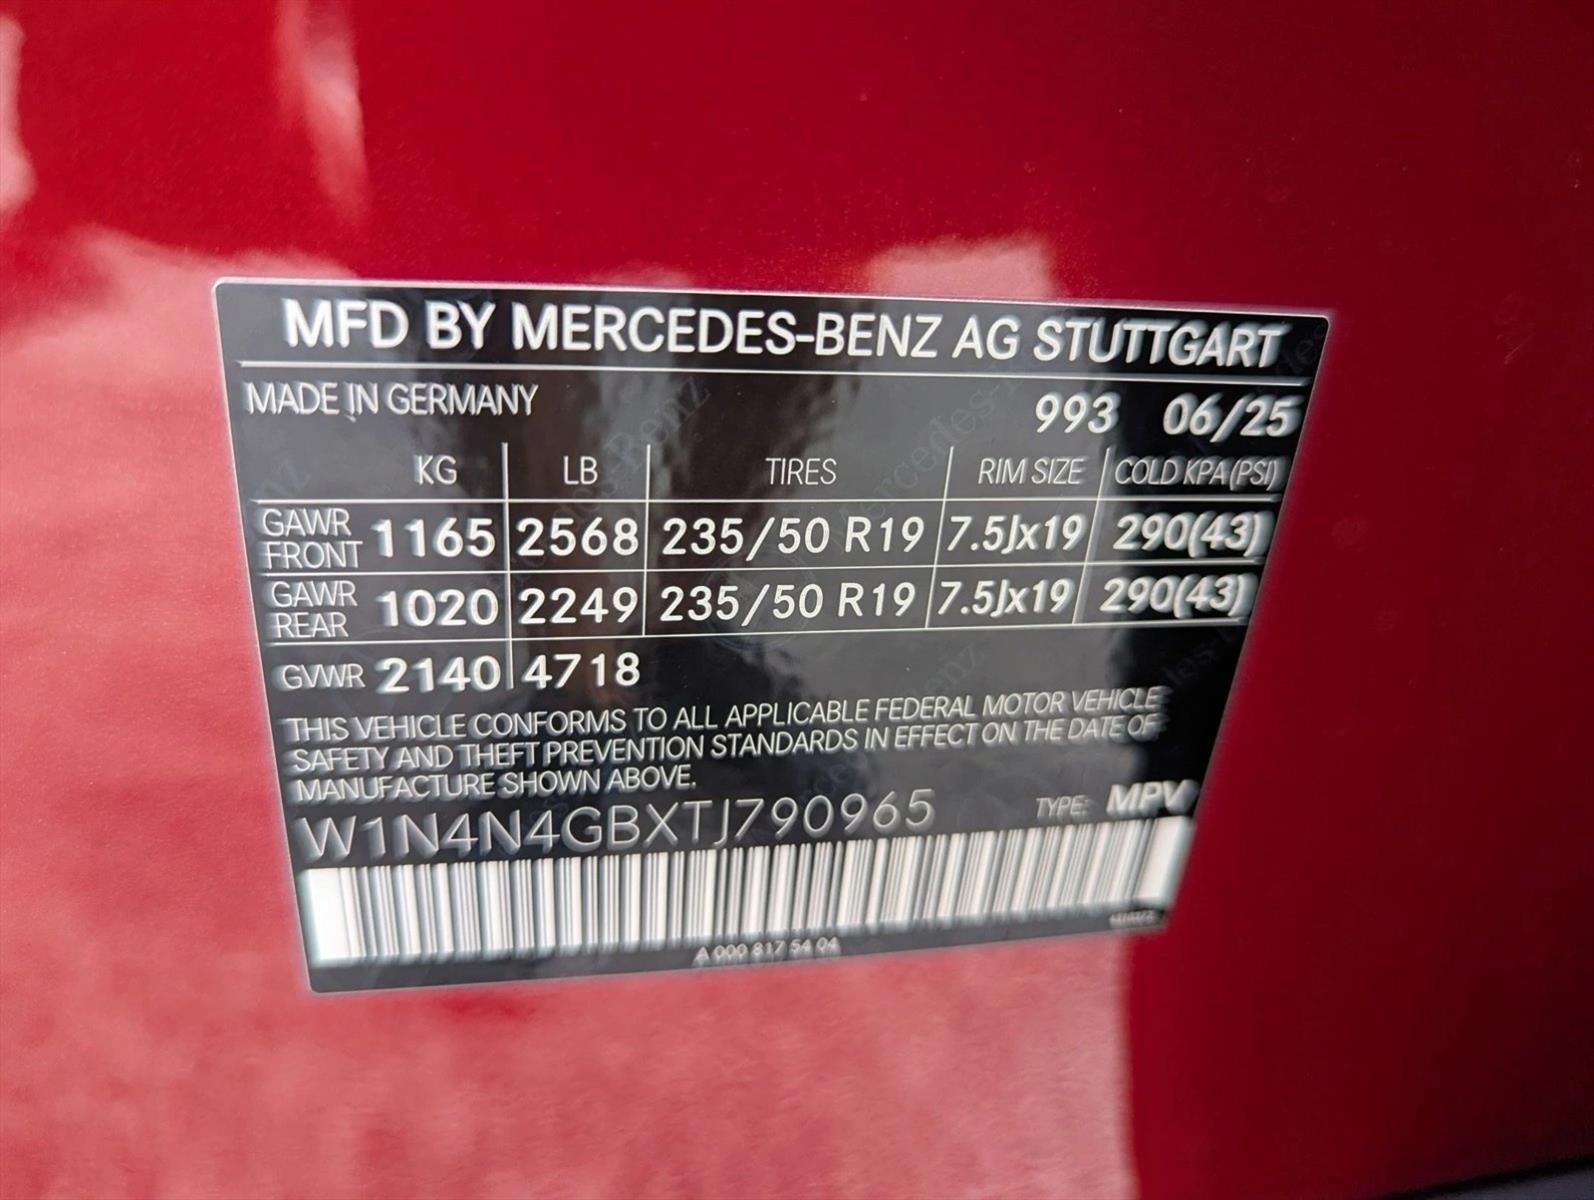 MFD BY MERCEDES-BENZ AG STUTTGART
MADE IN GERMANY 993 06/25
KG LB TIRES RIM SIZE COLD KPA (PSI)
GAWR FRONT 1165 2568 235/50 R19 7.5Jx19 290(43)
GAWR REAR 1020 2249 235/50 R19 7.5Jx19 290(43)
GVWR 2140 4718
THIS VEHICLE CONFORMS TO ALL APPLICABLE FEDERAL MOTOR VEHICLE
SAFETY AND THEFT PREVENTION STANDARDS IN EFFECT ON THE DATE OF
MANUFACTURE SHOWN ABOVE.
W1N4N4GBXTJ790965 TYPE: MPV
A 000 817 54 04